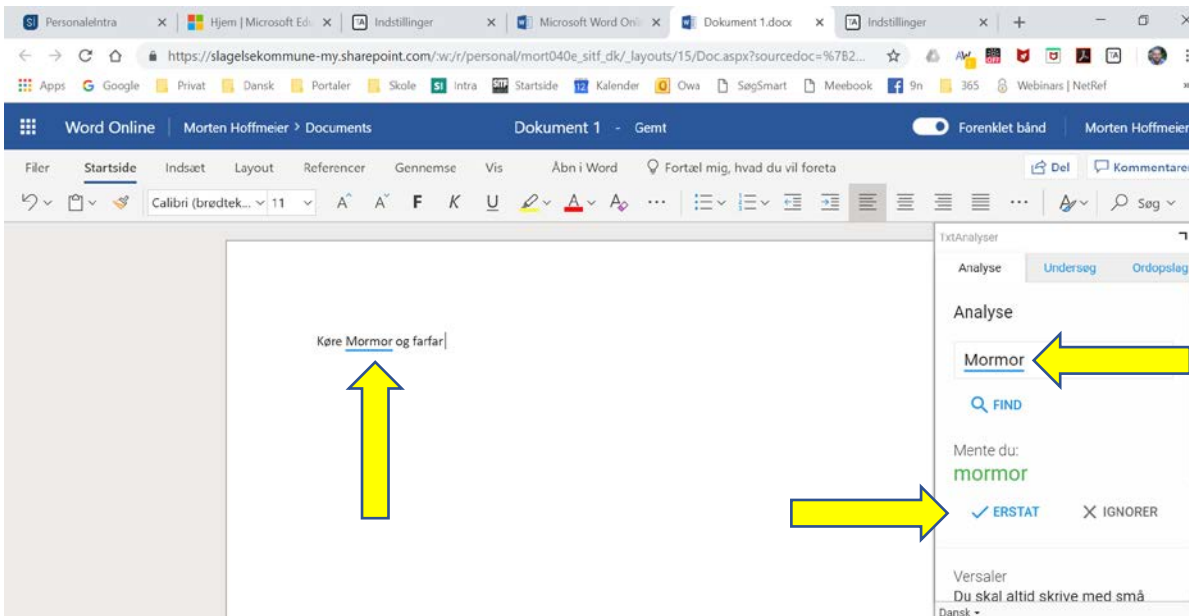 PersonaleIntra
Hjem | Microsoft Edu
Indstillinger
Microsoft Word Onli
Dokument 1.docx
Indstillinger
https://slagelsekommune-my.sharepoint.com/:w:/r/personal/mort040e_sitf_dk/_layouts/15/Doc.aspx?sourcedoc=%7B2...
Apps Google Privat Dansk Portaler Skole Intra Startside Kalender Owa SøgSmart Meebook 9n 365 Webinars | NetRef »
Word Online Morten Hoffmeier > Documents Dokument 1 - Gemt Forenklet bånd Morten Hoffmeier
Filer Startside Indsæt Layout Referencer Gennemse Vis Åbn i Word Fortæl mig, hvad du vil foreta Del Kommentarer
Calibri (brødtek... 11 A A F K U A A ... ... Søg
TxtAnalyser
Analyse Undersøg Ordopslag
Analyse
Køre Mormor og farfar
Mormor
FIND
Mente du:
mormor
ERSTAT IGNORER
Versaler
Du skal altid skrive med små
Dansk